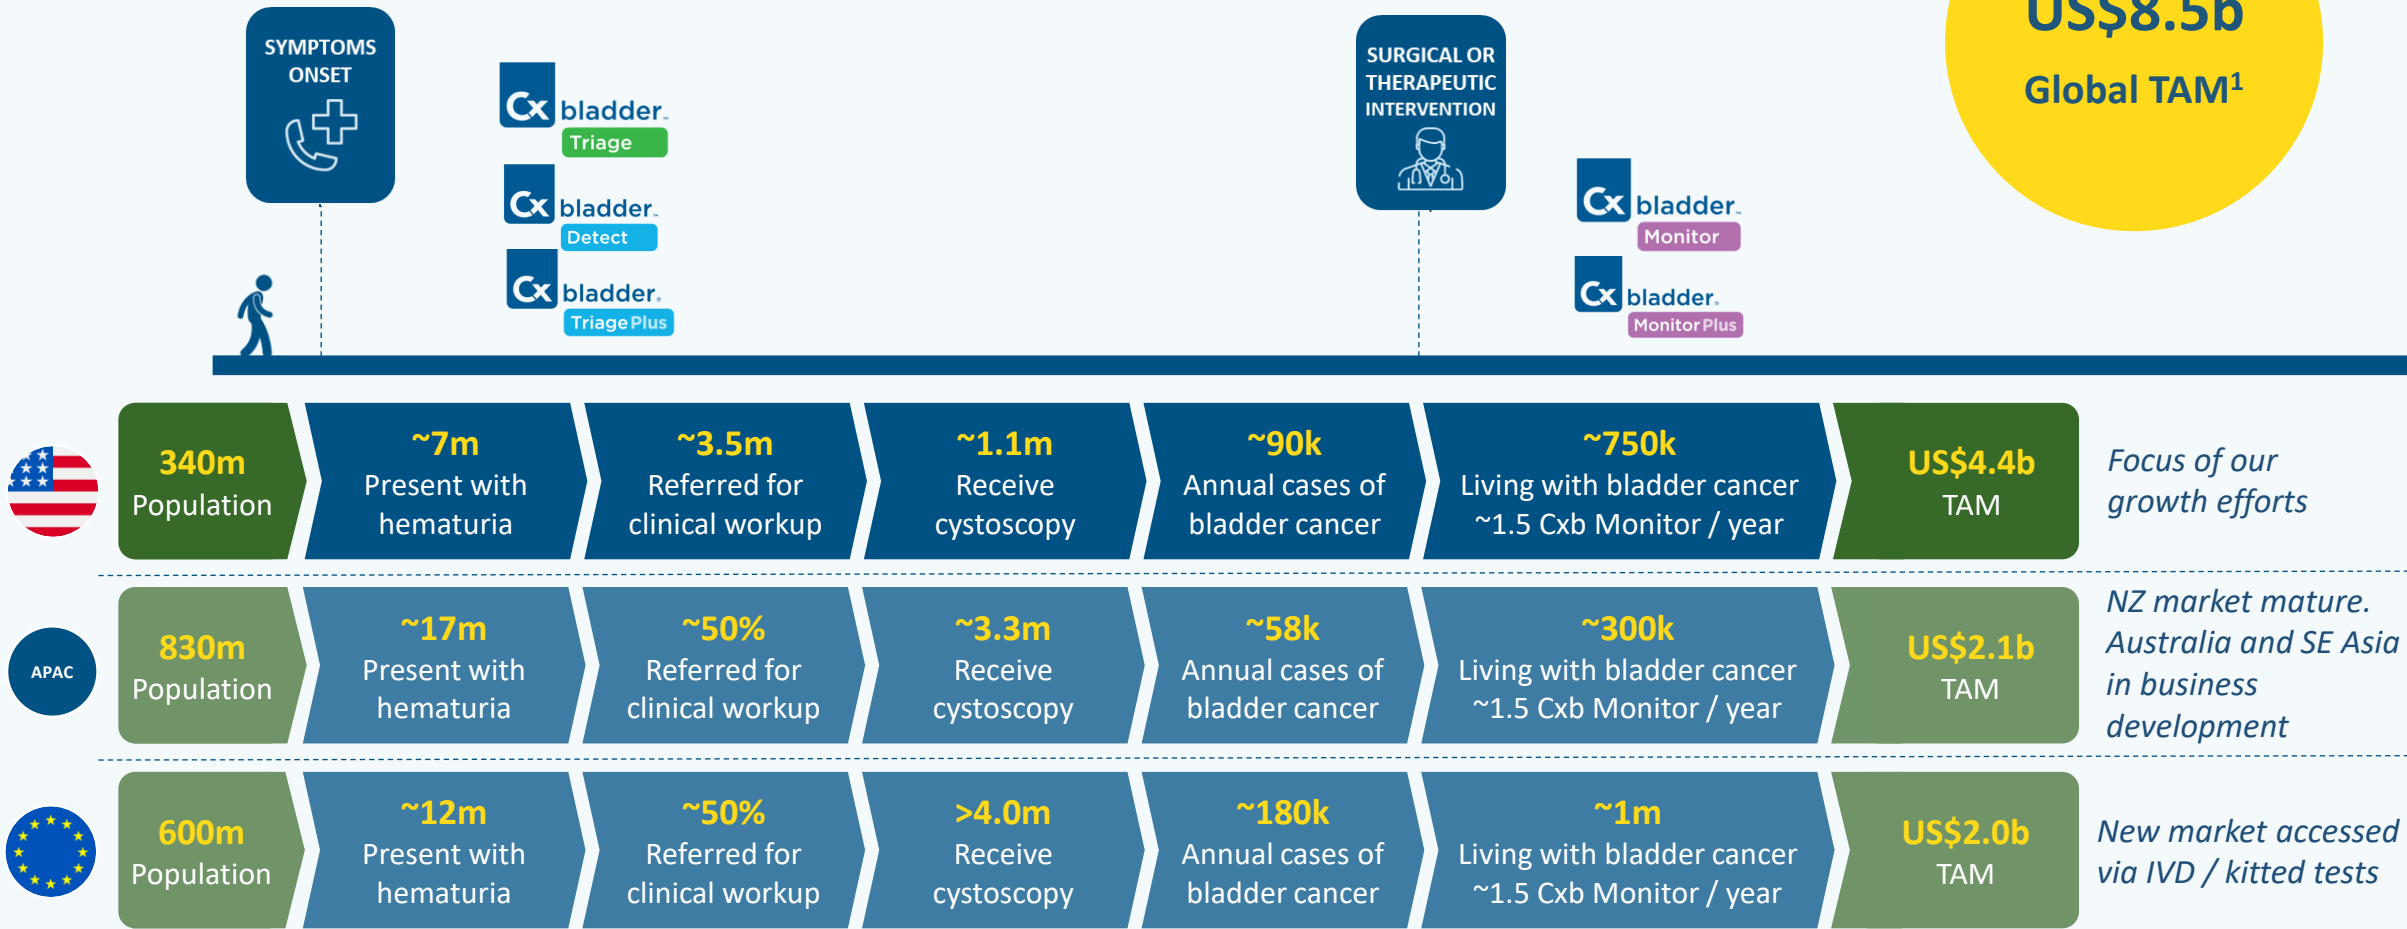 SYMPTOMS
ONSET
Cx bladder™
Triage
Cx bladder™
Detect
Cx bladder®
Triage Plus
SURGICAL OR
THERAPEUTIC
INTERVENTION
Cx bladder™
Monitor
Cx bladder®
Monitor Plus
US$8.5b
Global TAM¹
340m
Population
~7m
Present with
hematuria
~3.5m
Referred for
clinical workup
~1.1m
Receive
cystoscopy
~90k
Annual cases of
bladder cancer
~750k
Living with bladder cancer
~1.5 Cxb Monitor / year
US$4.4b
TAM
Focus of our
growth efforts
APAC
830m
Population
~17m
Present with
hematuria
~50%
Referred for
clinical workup
~3.3m
Receive
cystoscopy
~58k
Annual cases of
bladder cancer
~300k
Living with bladder cancer
~1.5 Cxb Monitor / year
US$2.1b
TAM
NZ market mature.
Australia and SE Asia
in business
development
600m
Population
~12m
Present with
hematuria
~50%
Referred for
clinical workup
>4.0m
Receive
cystoscopy
~180k
Annual cases of
bladder cancer
~1m
Living with bladder cancer
~1.5 Cxb Monitor / year
US$2.0b
TAM
New market accessed
via IVD / kitted tests